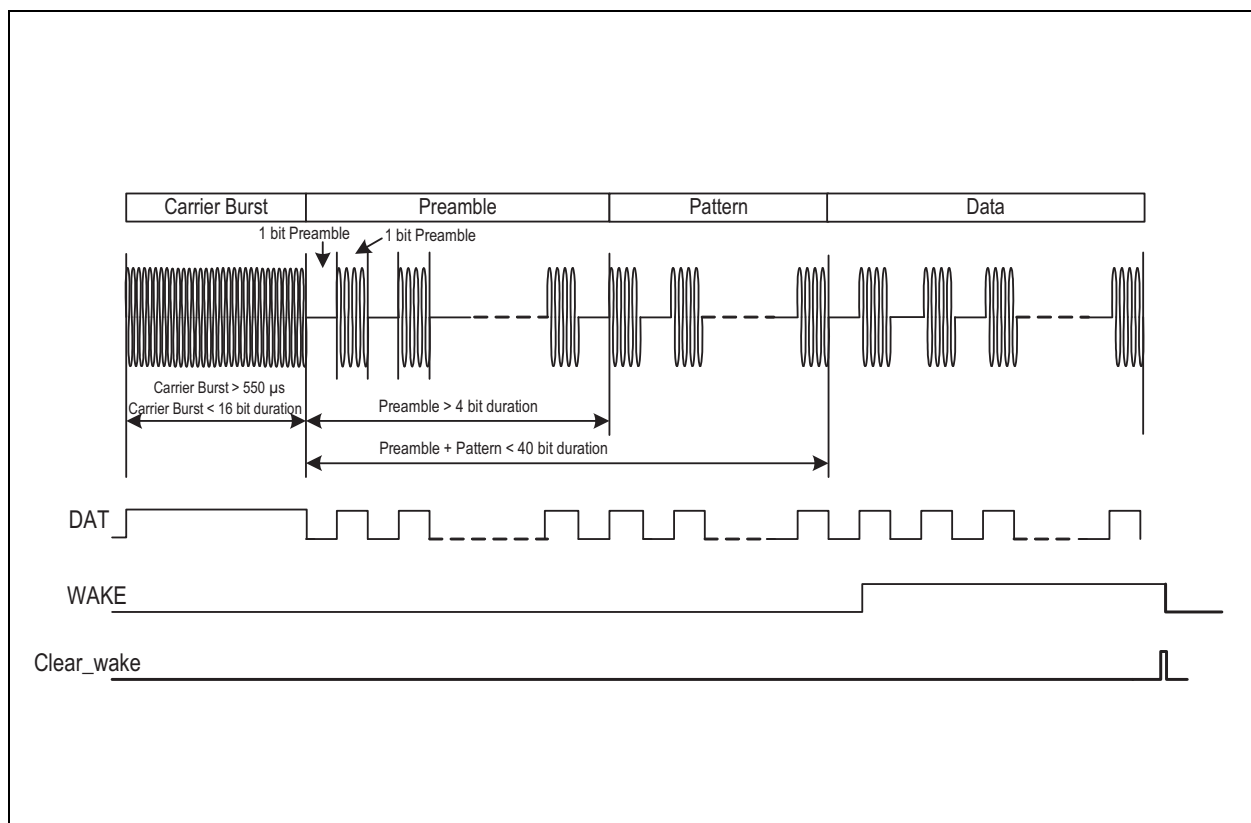 Carrier Burst Preamble Pattern Data
1 bit Preamble
1 bit Preamble
Carrier Burst > 550 µs
Carrier Burst < 16 bit duration
Preamble > 4 bit duration
Preamble + Pattern < 40 bit duration
DAT
WAKE
Clear_wake